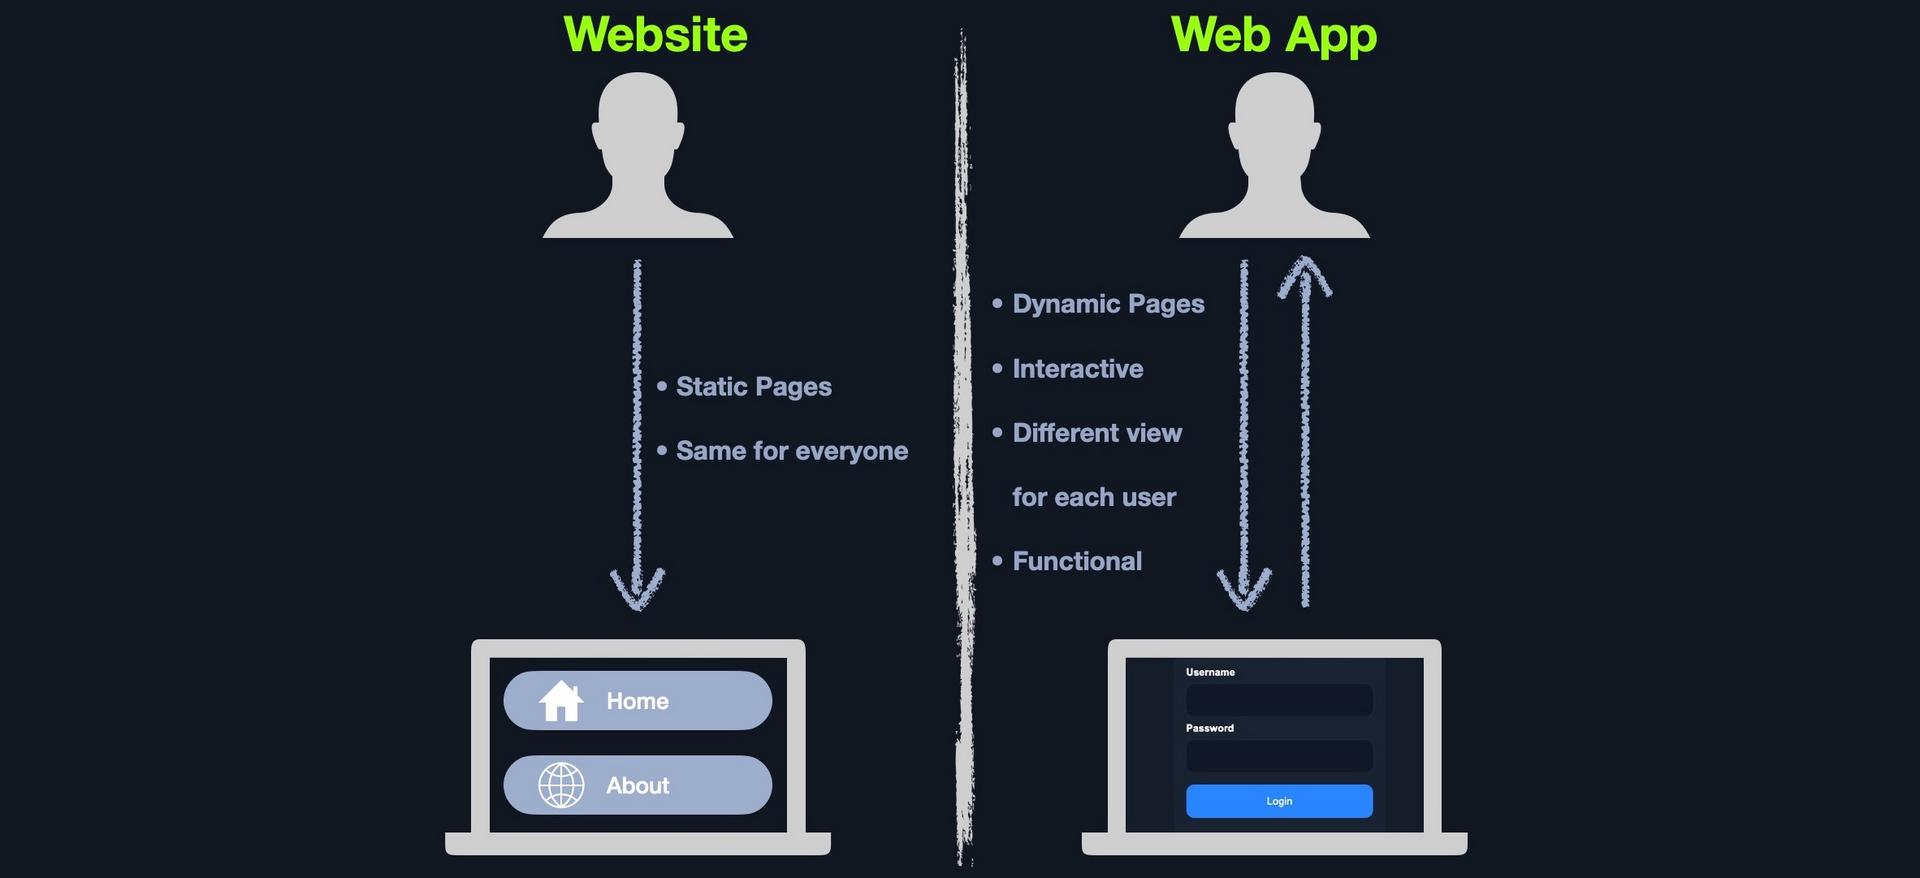 Website
• Static Pages
• Same for everyone
Home
About
Web App
• Dynamic Pages
• Interactive
• Different view
for each user
• Functional
Username
Password
Login